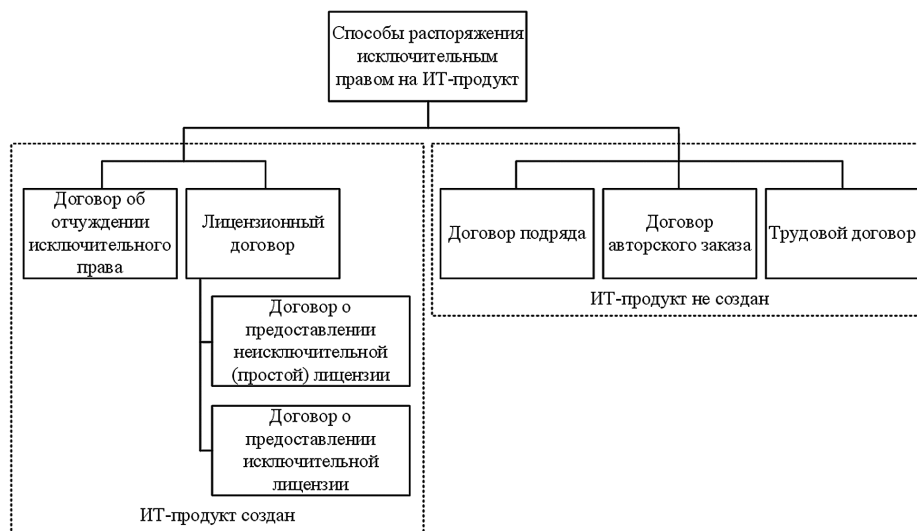 Способы распоряжения
исключительным
правом на ИТ-продукт
Договор об
отчуждении
исключительного
права
Лицензионный
договор
Договор о
предоставлении
неисключительной
(простой) лицензии
Договор о
предоставлении
исключительной
лицензии
ИТ-продукт создан
Договор подряда
Договор
авторского заказа
Трудовой договор
ИТ-продукт не создан